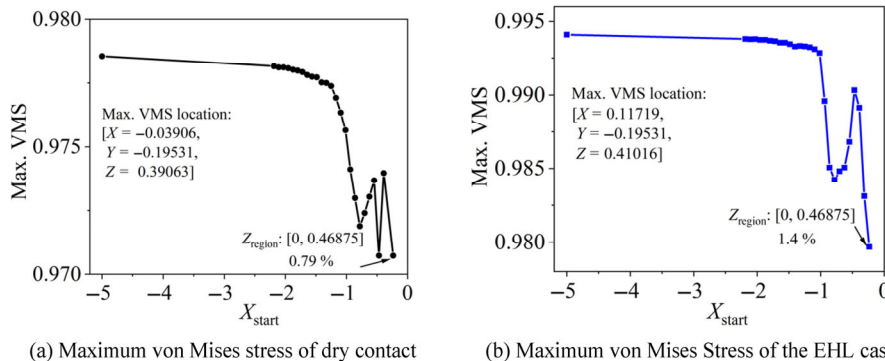 0.980
0.975
0.970
Max. VMS
Max. VMS location:
[X = −0.03906,
Y = −0.19531,
Z = 0.39063]
Zregion: [0, 0.46875]
0.79 %
−5 −4 −3 −2 −1 0
Xstart
(a) Maximum von Mises stress of dry contact
0.995
0.990
0.985
0.980
Max. VMS
Max. VMS location:
[X = 0.11719,
Y = −0.19531,
Z = 0.41016]
Zregion: [0, 0.46875]
1.4 %
−5 −4 −3 −2 −1 0
Xstart
(b) Maximum von Mises Stress of the EHL cas